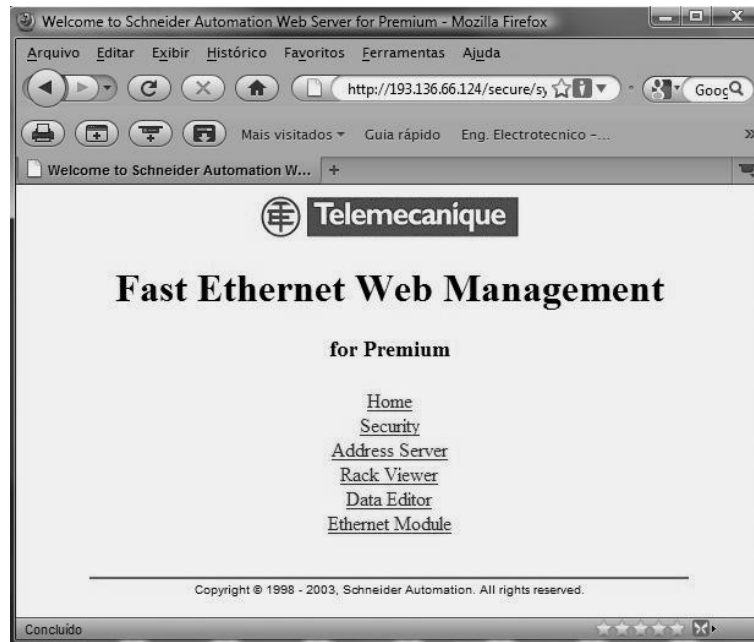 Welcome to Schneider Automation Web Server for Premium - Mozilla Firefox
Arquivo Editar Exibir Histórico Favoritos Ferramentas Ajuda
http://193.136.66.124/secure/sy Goog
Mais visitados Guia rápido Eng. Electrotecnico -...
Welcome to Schneider Automation W...
Telemecanique
Fast Ethernet Web Management
for Premium
Home
Security
Address Server
Rack Viewer
Data Editor
Ethernet Module
Copyright © 1998 - 2003, Schneider Automation. All rights reserved.
Concluído